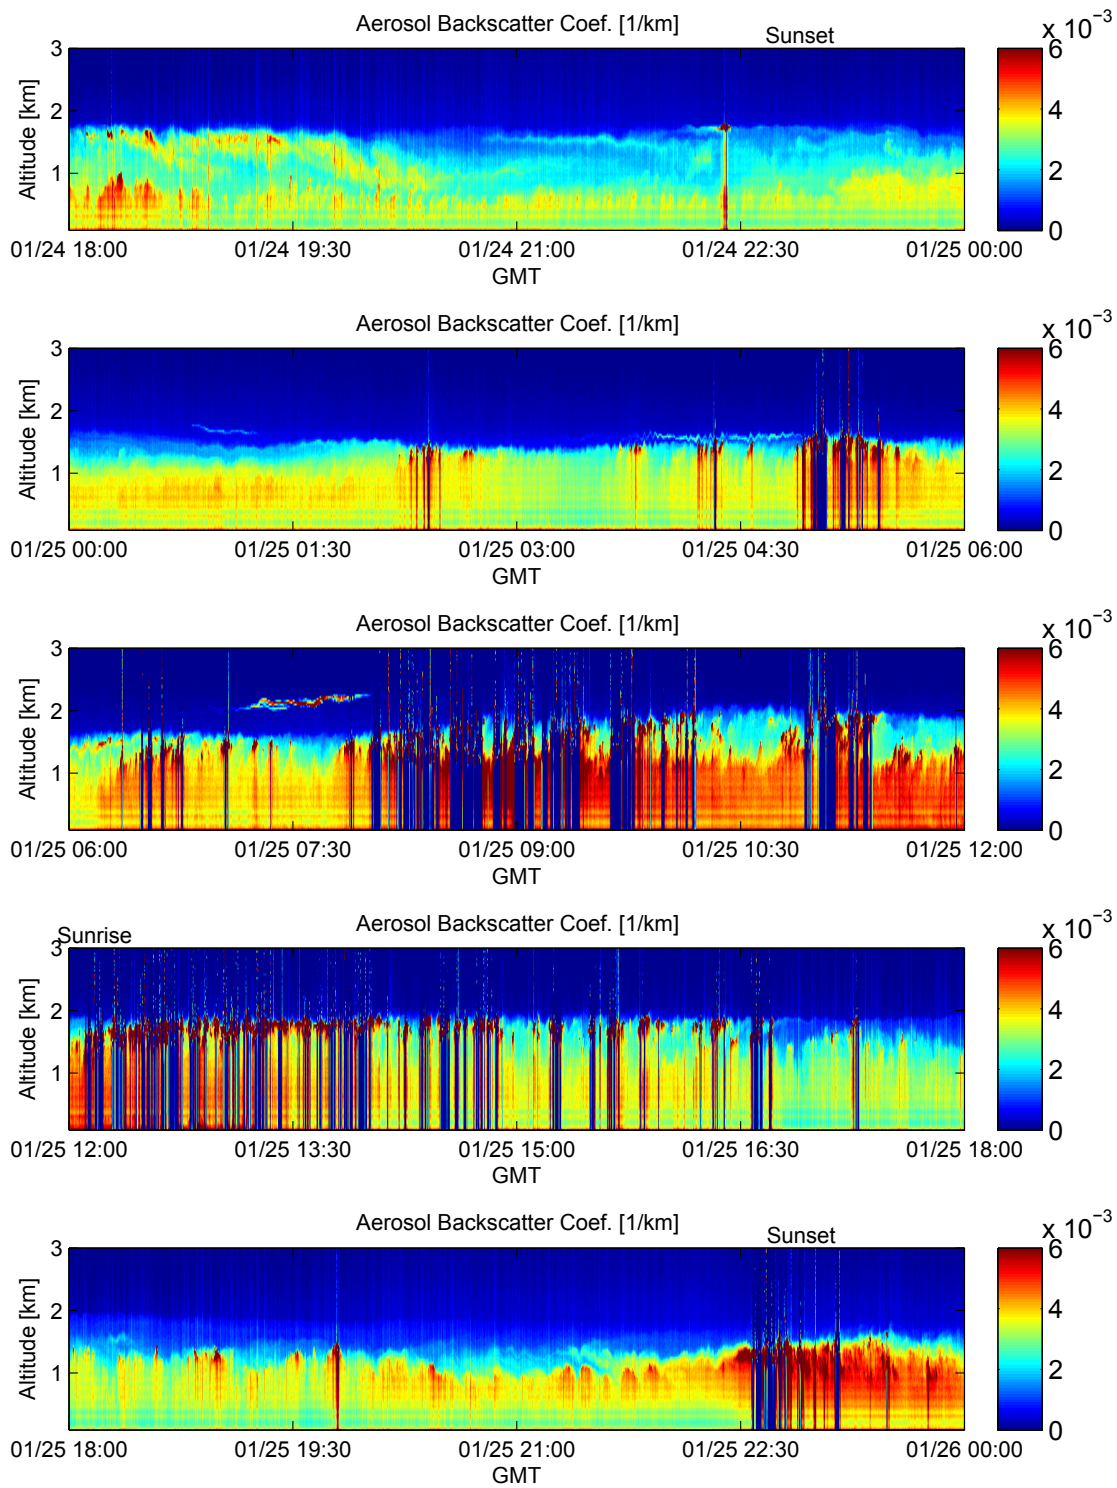 Aerosol Backscatter Coef. [1/km]
Sunset
x 10⁻³
Altitude [km]
3
2
1
6
4
2
0
01/24 18:00 01/24 19:30 01/24 21:00 01/24 22:30 01/25 00:00
GMT
Aerosol Backscatter Coef. [1/km]
x 10⁻³
Altitude [km]
3
2
1
6
4
2
0
01/25 00:00 01/25 01:30 01/25 03:00 01/25 04:30 01/25 06:00
GMT
Aerosol Backscatter Coef. [1/km]
x 10⁻³
Altitude [km]
3
2
1
6
4
2
0
01/25 06:00 01/25 07:30 01/25 09:00 01/25 10:30 01/25 12:00
GMT
Sunrise
Aerosol Backscatter Coef. [1/km]
x 10⁻³
Altitude [km]
3
2
1
6
4
2
0
01/25 12:00 01/25 13:30 01/25 15:00 01/25 16:30 01/25 18:00
GMT
Aerosol Backscatter Coef. [1/km]
Sunset
x 10⁻³
Altitude [km]
3
2
1
6
4
2
0
01/25 18:00 01/25 19:30 01/25 21:00 01/25 22:30 01/26 00:00
GMT